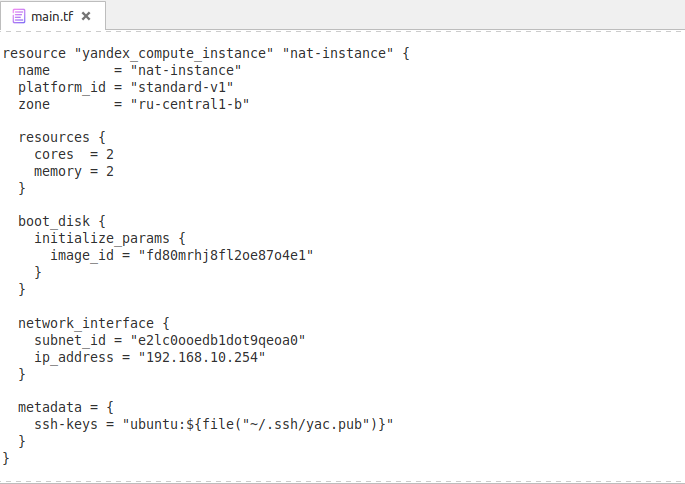 main.tf
resource "yandex_compute_instance" "nat-instance" {
  name        = "nat-instance"
  platform_id = "standard-v1"
  zone        = "ru-central1-b"

  resources {
    cores  = 2
    memory = 2
  }

  boot_disk {
    initialize_params {
      image_id = "fd80mrhj8fl2oe87o4e1"
    }
  }

  network_interface {
    subnet_id = "e2lc0ooedb1dot9qeoa0"
    ip_address = "192.168.10.254"
  }

  metadata = {
    ssh-keys = "ubuntu:${file("~/.ssh/yac.pub")}"
  }
}